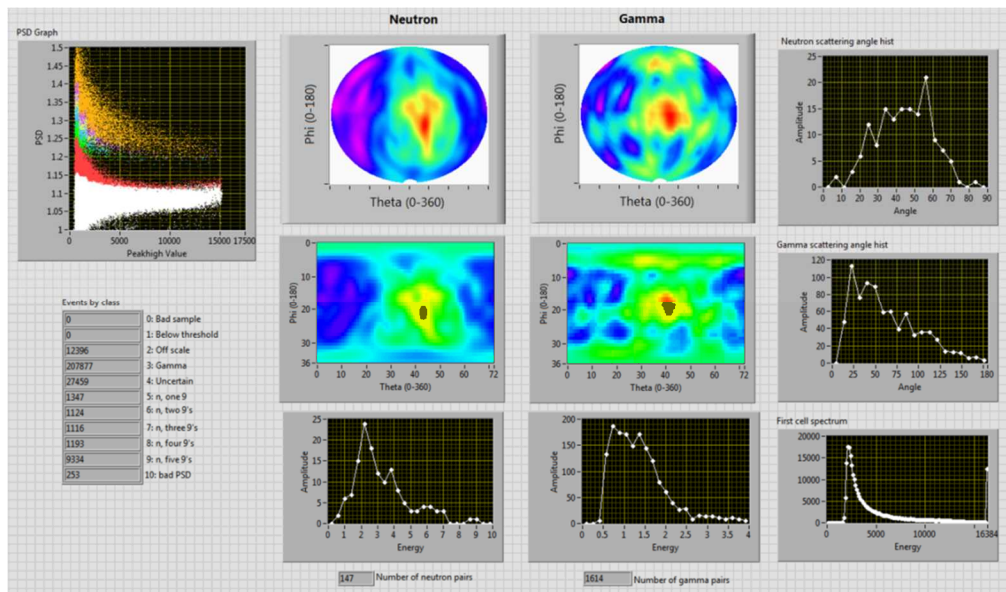 Neutron
Gamma
PSD Graph
1.5
1.45
1.4
1.35
1.3
1.25
1.2
1.15
1.1
1.05
1
PSD
0 5000 10000 15000 17500
Peakhigh Value
Phi (0-180)
Theta (0-360)
Phi (0-180)
Theta (0-360)
Neutron scattering angle hist
25
20
15
10
5
0
Amplitude
0 10 20 30 40 50 60 70 80 90
Angle
0
10
20
30
36
Phi (0-180)
0 10 20 30 40 50 60 72
Theta (0-360)
0
10
20
30
36
Phi (0-180)
0 10 20 30 40 50 60 72
Theta (0-360)
Gamma scattering angle hist
120
100
80
60
40
20
0
Amplitude
0 25 50 75 100 125 150 180
Angle
Events by class
0 0: Bad sample
0 1: Below threshold
12396 2: Off scale
207877 3: Gamma
27459 4: Uncertain
1347 5: n, one 9
1124 6: n, two 9's
1116 7: n, three 9's
1193 8: n, four 9's
9334 9: n, five 9's
253 10: bad PSD
25
20
15
10
5
0
Amplitude
0 1 2 3 4 5 6 7 8 9 10
Energy
147 Number of neutron pairs
200
150
100
50
0
Amplitude
0 0.5 1 1.5 2 2.5 3 3.5 4
Energy
1614 Number of gamma pairs
First cell spectrum
20000
15000
10000
5000
0
Amplitude
0 5000 10000 16384
Energy